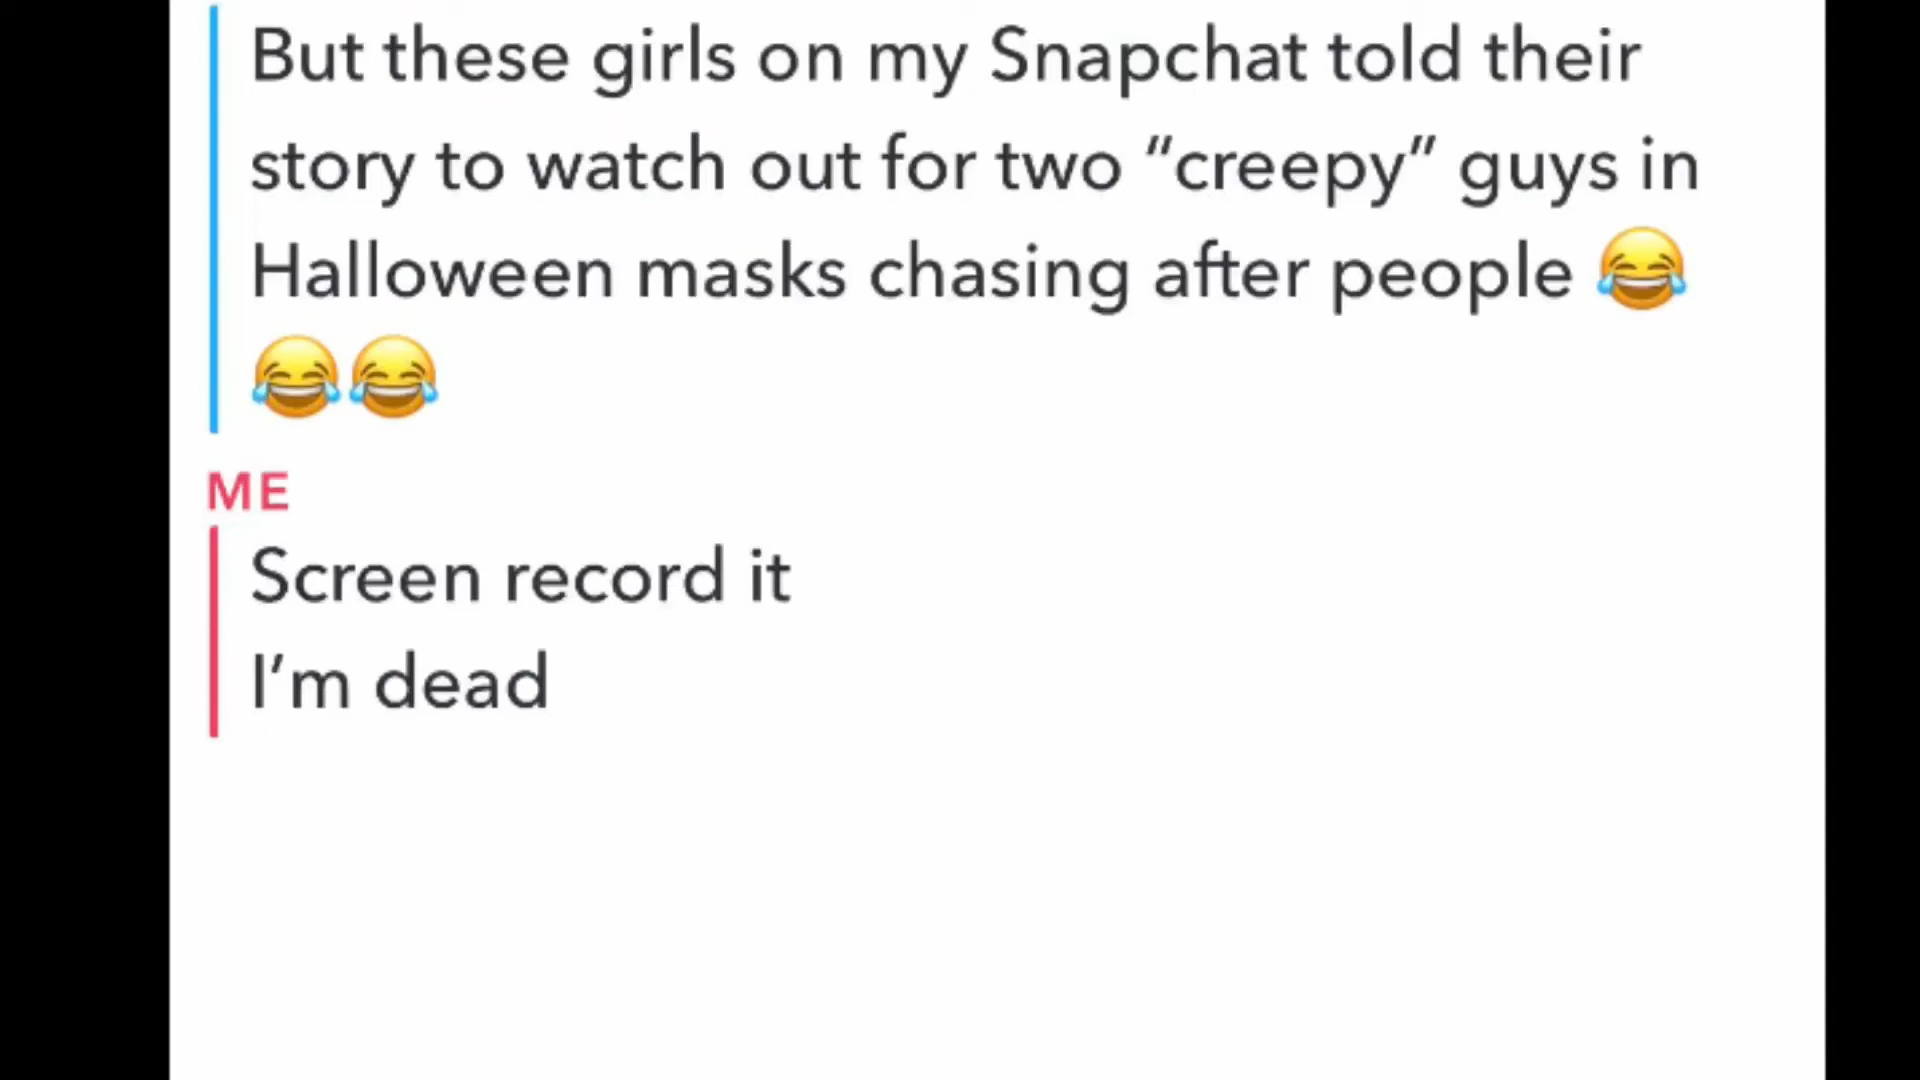 But these girls on my Snapchat told their
story to watch out for two “creepy” guys in
Halloween masks chasing after people 😂
😂😂
ME
Screen record it
I’m dead